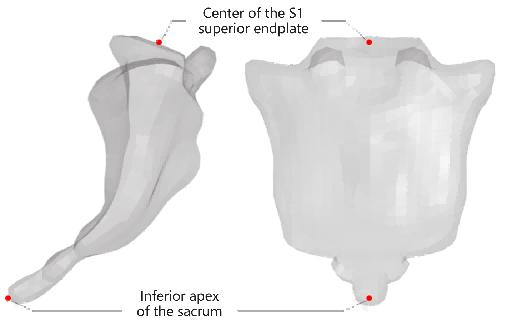 Center of the S1
superior endplate
Inferior apex
of the sacrum